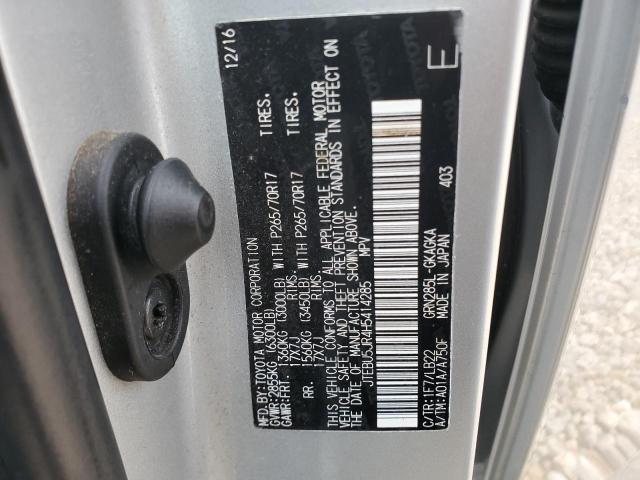 MFD.BY:TOYOTA MOTOR CORPORATION 12/16
GVWR:2855KG (6300LB)
GAWR:FRT. 1360KG (3000LB) WITH P265/70R17 TIRES.
17X7J RIMS.
RR. 1560KG (3450LB) WITH P265/70R17 TIRES.
17X7J RIMS.
THIS VEHICLE CONFORMS TO ALL APPLICABLE FEDERAL MOTOR
VEHICLE SAFETY AND THEFT PREVENTION STANDARDS IN EFFECT ON
THE DATE OF MANUFACTURE SHOWN ABOVE.
JTEBU5JR4H5414285 MPV
E
C/TR:1F7/LB22 GRN285L-GKAGKA
A/TM:A01A/A750F MADE IN JAPAN 403